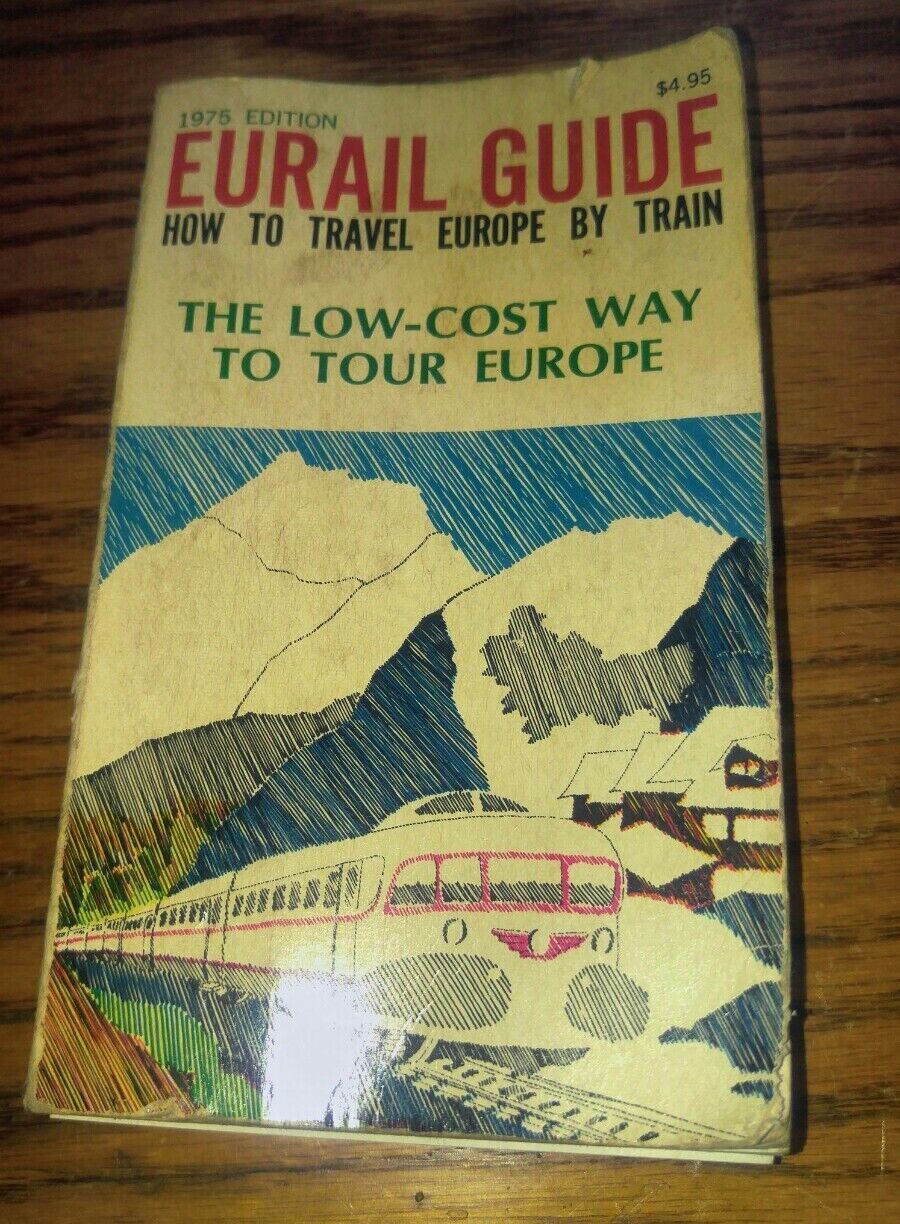 $4.95
1975 EDITION
EURAIL GUIDE
HOW TO TRAVEL EUROPE BY TRAIN
THE LOW-COST WAY
TO TOUR EUROPE